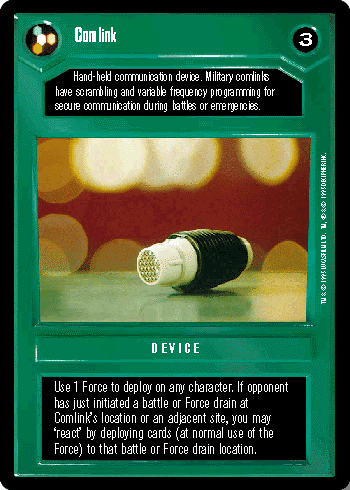 Comlink
3
Hand-held communication device. Military comlinks
have scrambling and variable frequency programming for
secure communication during battles or emergencies.
DEVICE
Use 1 Force to deploy on any character. If opponent
has just initiated a battle or Force drain at
Comlink's location or an adjacent site, you may
'react' by deploying cards (at normal use of the
Force) to that battle or Force drain location.